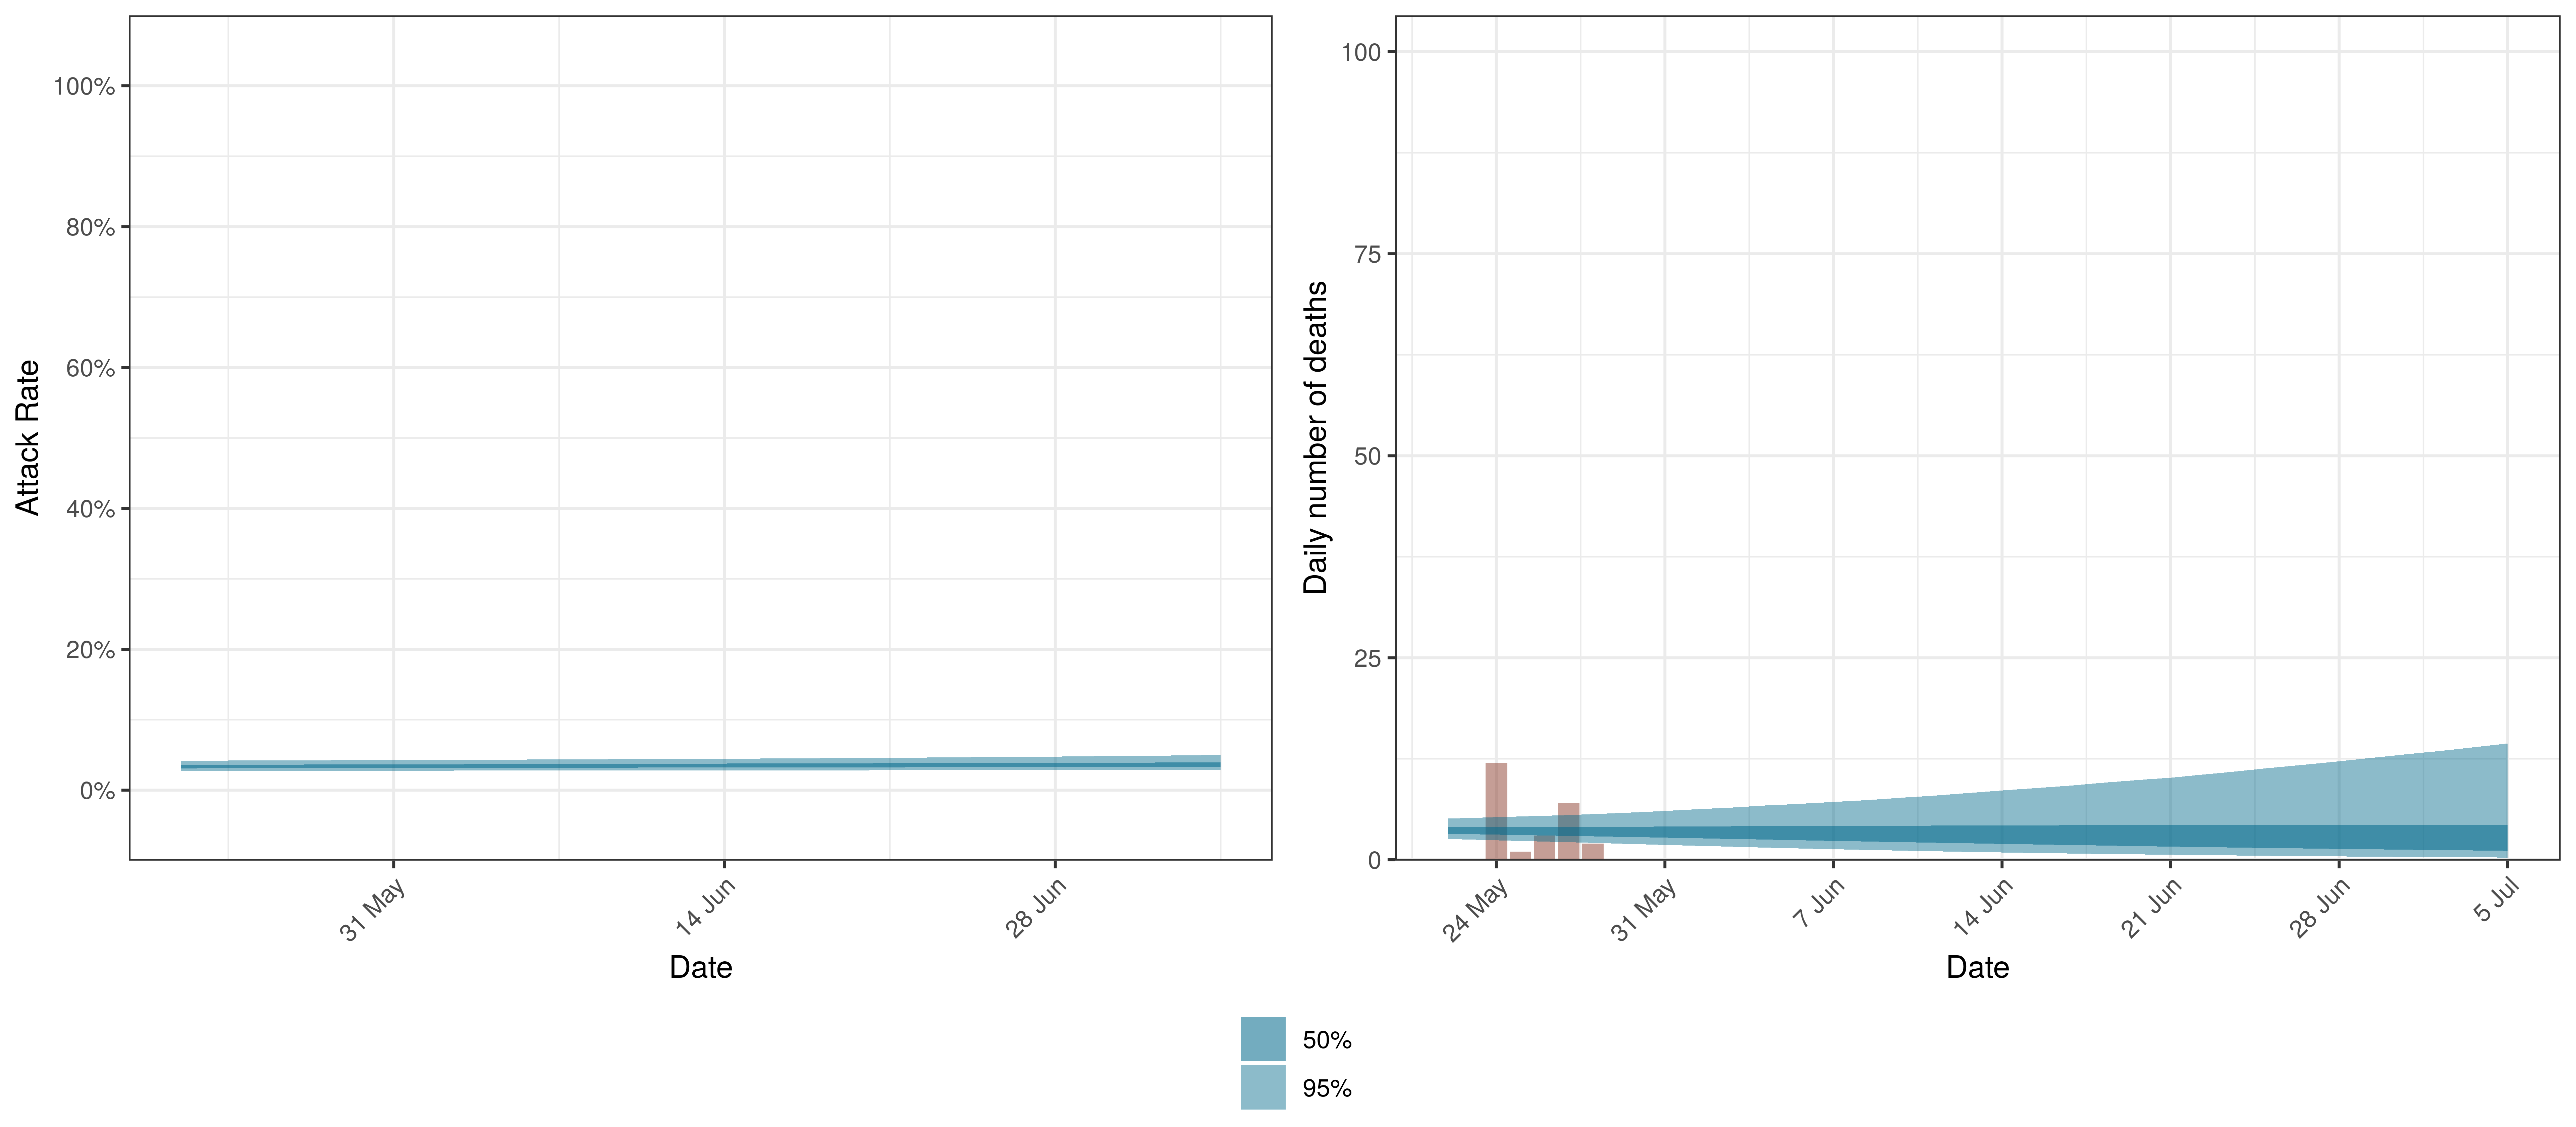 Attack Rate
100%
80%
60%
40%
20%
0%
31 May
14 Jun
28 Jun
Date
Daily number of deaths
100
75
50
25
0
24 May
31 May
7 Jun
14 Jun
21 Jun
28 Jun
5 Jul
Date
50%
95%